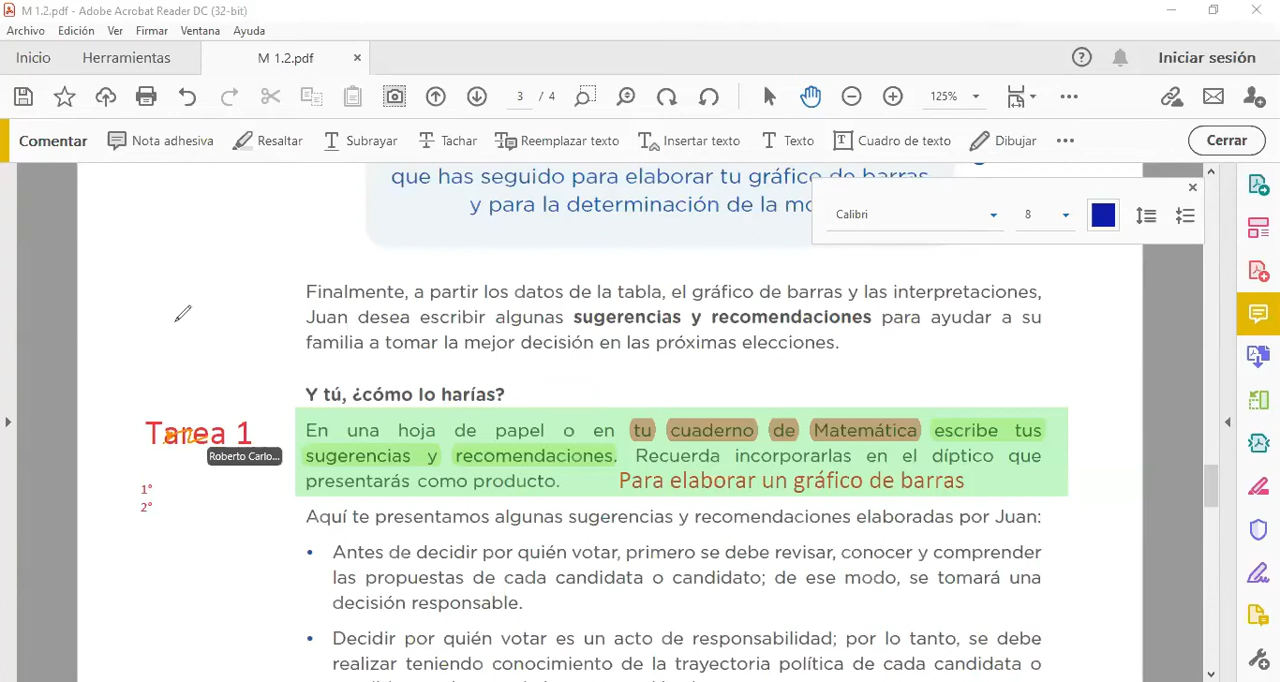 M 1.2.pdf - Adobe Acrobat Reader DC (32-bit)
Archivo Edición Ver Firmar Ventana Ayuda
Inicio Herramientas M 1.2.pdf × Iniciar sesión
3 / 4 125%
Comentar Nota adhesiva Resaltar Subrayar Tachar Reemplazar texto Insertar texto Texto Cuadro de texto Dibujar Cerrar
que has seguido para elaborar tu gráfico de barras
y para la determinación de la
Calibri 8
Finalmente, a partir los datos de la tabla, el gráfico de barras y las interpretaciones,
Juan desea escribir algunas sugerencias y recomendaciones para ayudar a su
familia a tomar la mejor decisión en las próximas elecciones.
Y tú, ¿cómo lo harías?
Tarea 1
Roberto Carlo...
1°
2°
En una hoja de papel o en tu cuaderno de Matemática escribe tus
sugerencias y recomendaciones. Recuerda incorporarlas en el díptico que
presentarás como producto. Para elaborar un gráfico de barras
Aquí te presentamos algunas sugerencias y recomendaciones elaboradas por Juan:
• Antes de decidir por quién votar, primero se debe revisar, conocer y comprender
las propuestas de cada candidata o candidato; de ese modo, se tomará una
decisión responsable.
• Decidir por quién votar es un acto de responsabilidad; por lo tanto, se debe
realizar teniendo conocimiento de la trayectoria política de cada candidata o